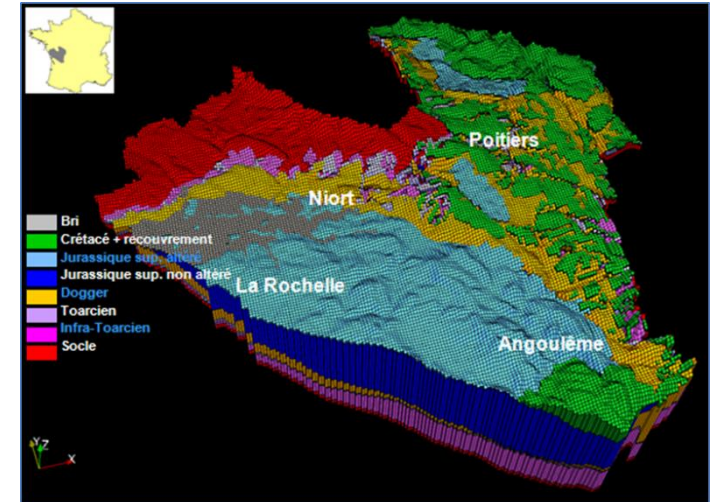 Poitiers
Niort
Bri
Crétacé + recouvrement
Jurassique sup. altéré
Jurassique sup. non altéré
La Rochelle
Dogger
Toarcien
Infra-Toarcien
Angoulême
Socle
Y
Z
X